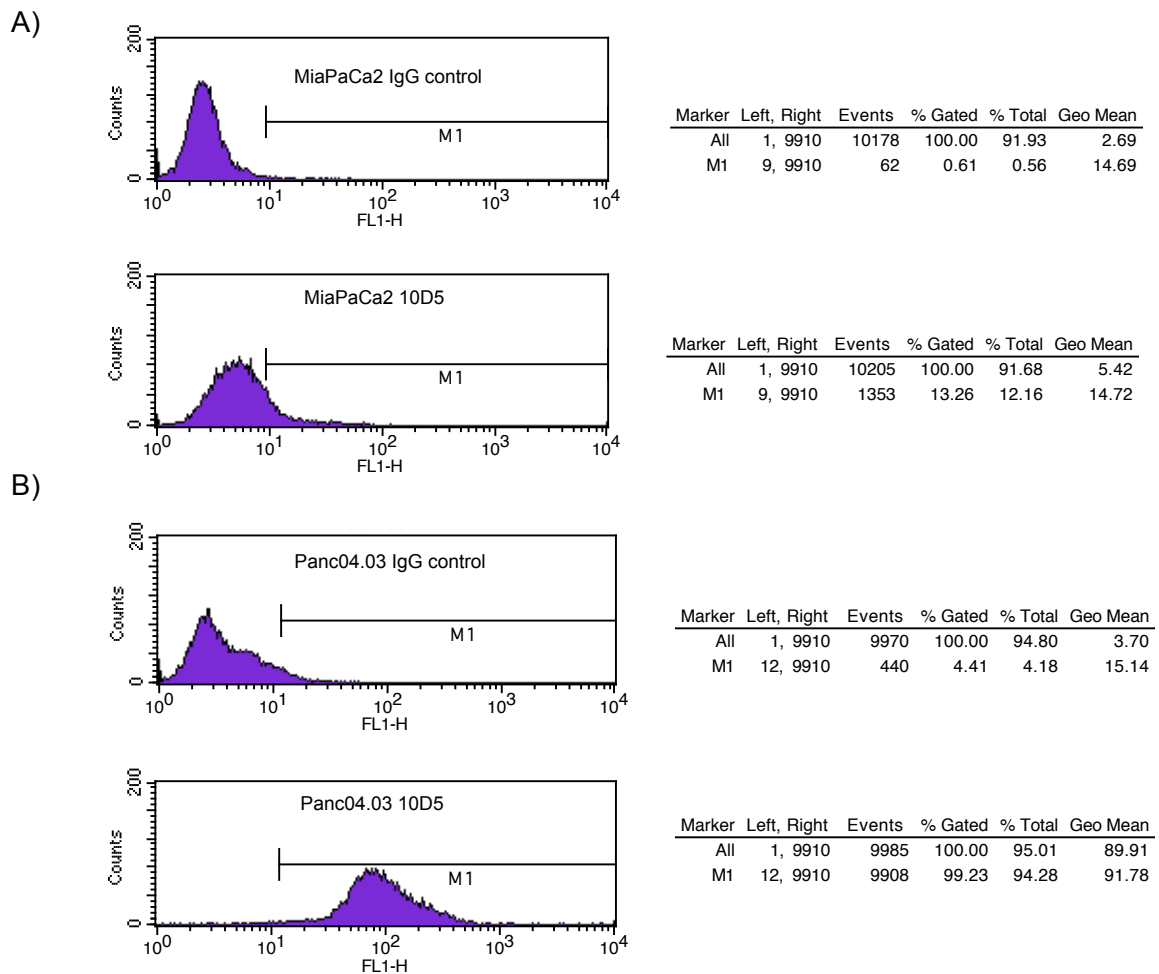 A)
200
Counts
0
MiaPaCa2 IgG control
M1
10^0 10^1 10^2 10^3 10^4
FL1-H
Marker Left, Right Events % Gated % Total Geo Mean
All 1, 9910 10178 100.00 91.93 2.69
M1 9, 9910 62 0.61 0.56 14.69
200
Counts
0
MiaPaCa2 10D5
M1
10^0 10^1 10^2 10^3 10^4
FL1-H
Marker Left, Right Events % Gated % Total Geo Mean
All 1, 9910 10205 100.00 91.68 5.42
M1 9, 9910 1353 13.26 12.16 14.72
B)
200
Counts
0
Panc04.03 IgG control
M1
10^0 10^1 10^2 10^3 10^4
FL1-H
Marker Left, Right Events % Gated % Total Geo Mean
All 1, 9910 9970 100.00 94.80 3.70
M1 12, 9910 440 4.41 4.18 15.14
200
Counts
0
Panc04.03 10D5
M1
10^0 10^1 10^2 10^3 10^4
FL1-H
Marker Left, Right Events % Gated % Total Geo Mean
All 1, 9910 9985 100.00 95.01 89.91
M1 12, 9910 9908 99.23 94.28 91.78